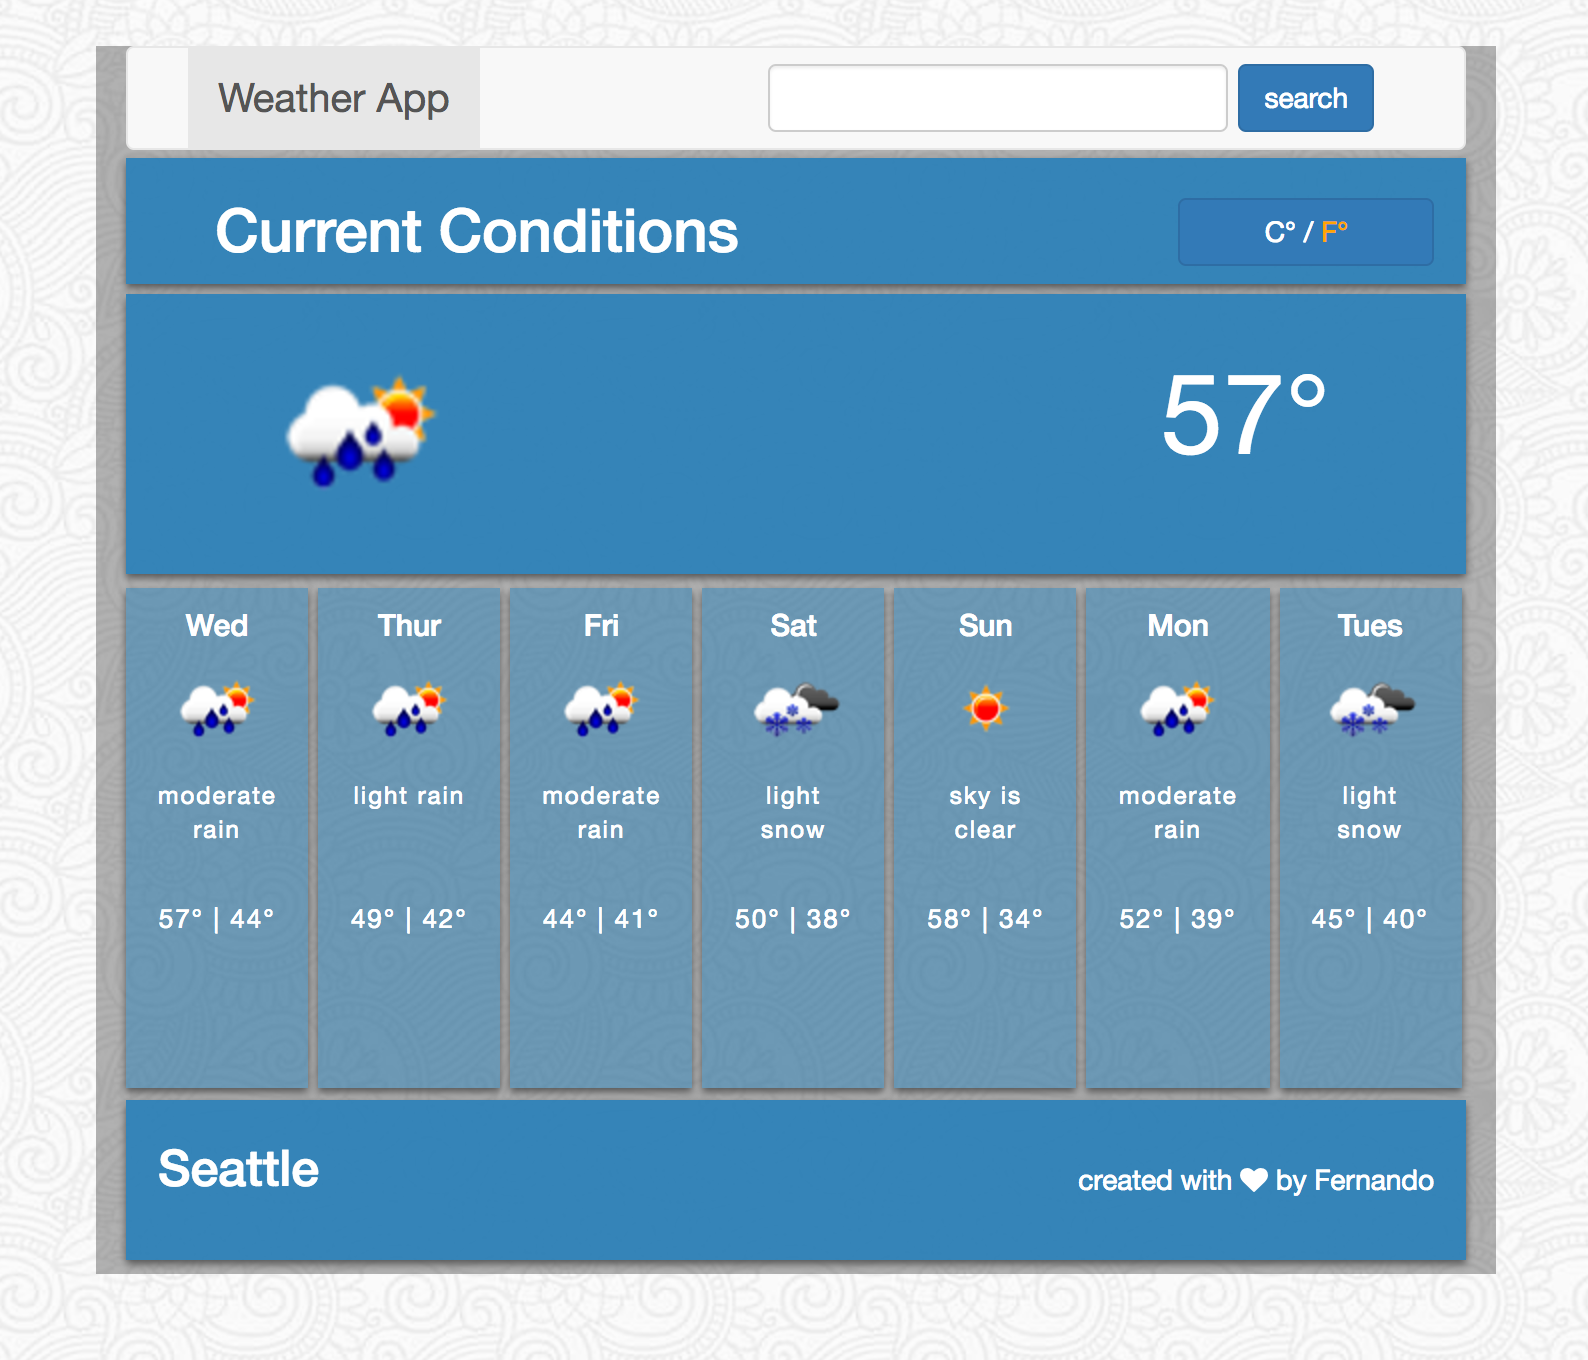 Weather App
search
Current Conditions
C° / F°
57°
Wed
Thur
Fri
Sat
Sun
Mon
Tues
moderate
rain
light rain
moderate
rain
light
snow
sky is
clear
moderate
rain
light
snow
57° | 44°
49° | 42°
44° | 41°
50° | 38°
58° | 34°
52° | 39°
45° | 40°
Seattle
created with ♥ by Fernando